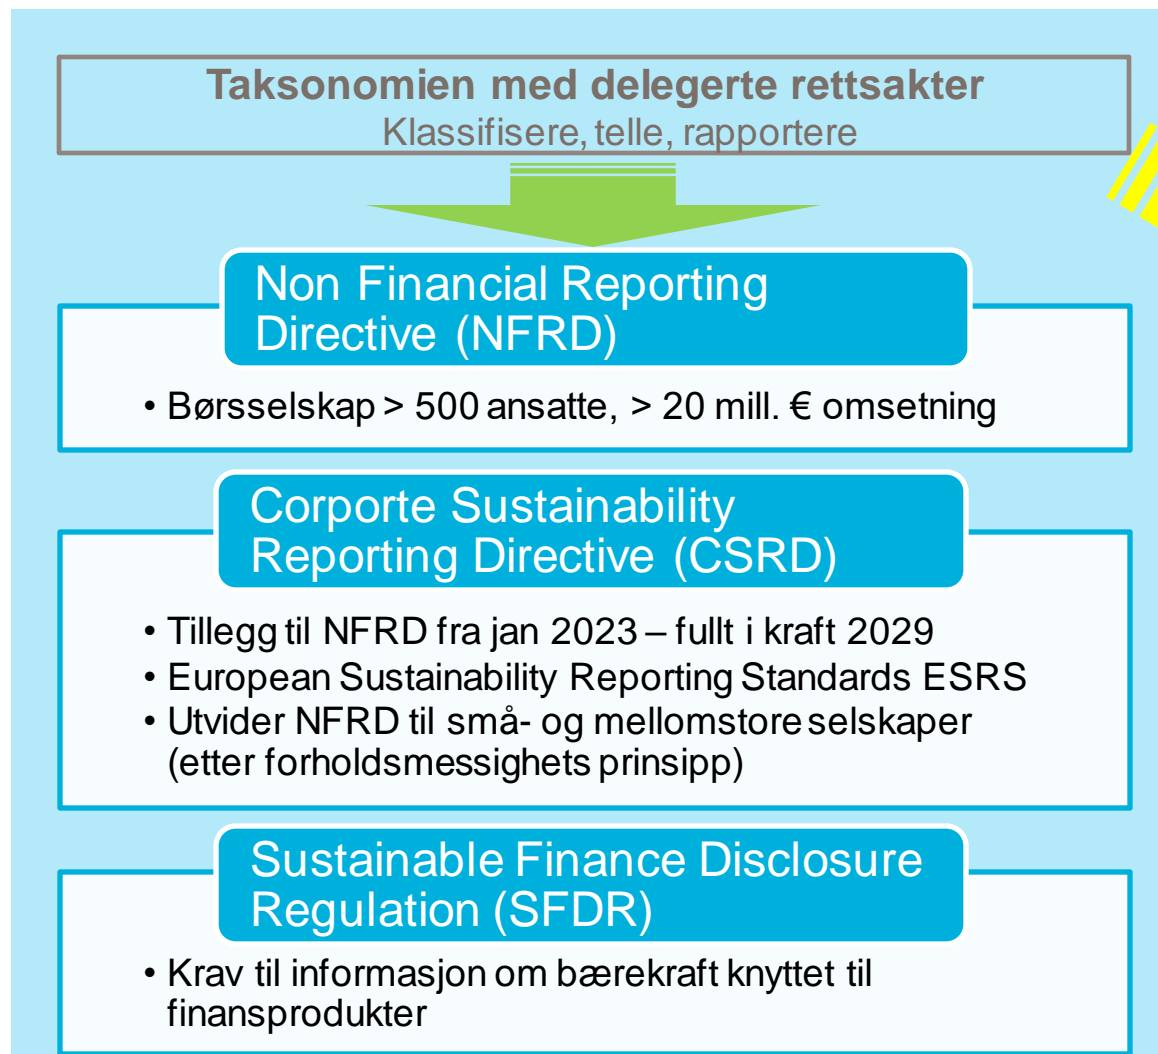 Taksonomien med delegerte rettsakter
Klassifisere, telle, rapportere
Non Financial Reporting
Directive (NFRD)
• Børsselskap > 500 ansatte, > 20 mill. € omsetning
Corporte Sustainability
Reporting Directive (CSRD)
• Tillegg til NFRD fra jan 2023 – fullt i kraft 2029
• European Sustainability Reporting Standards ESRS
• Utvider NFRD til små- og mellomstore selskaper
(etter forholdsmessighets prinsipp)
Sustainable Finance Disclosure
Regulation (SFDR)
• Krav til informasjon om bærekraft knyttet til
finansprodukter